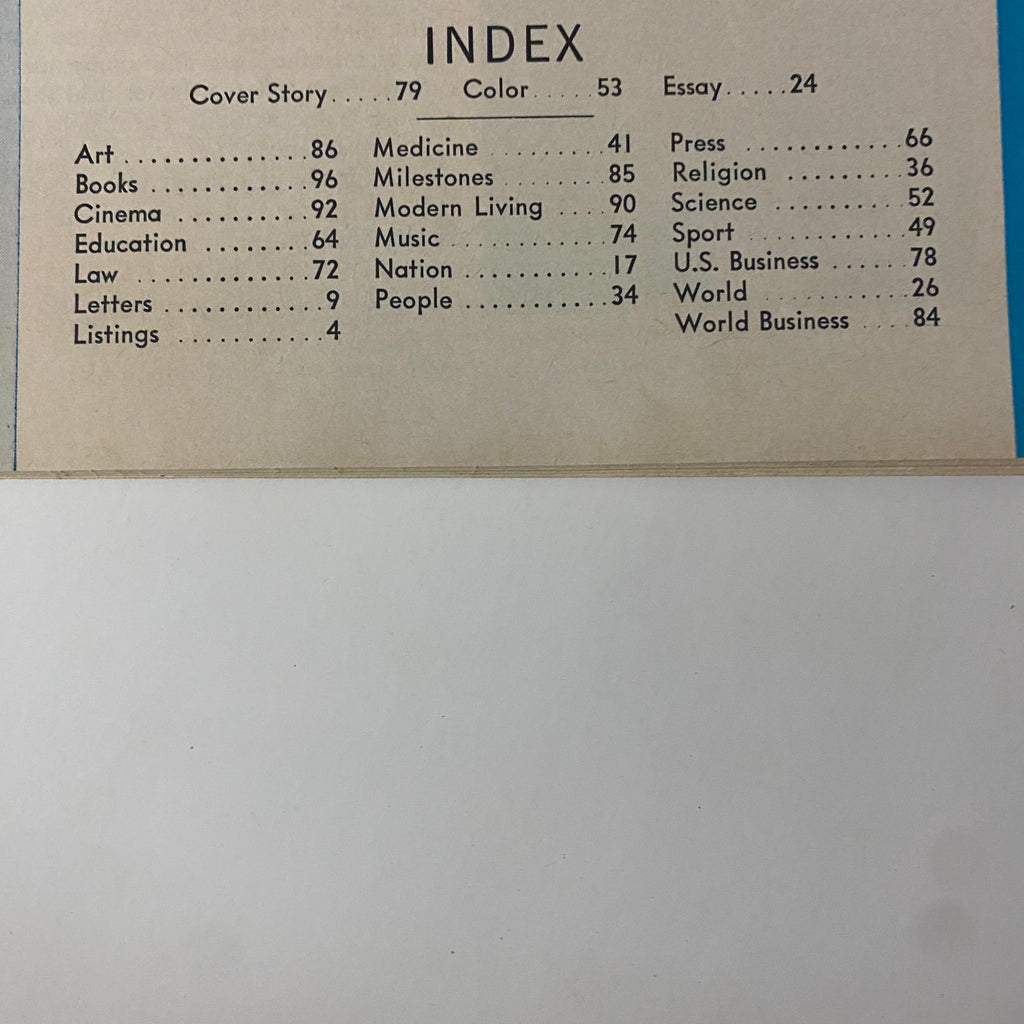 INDEX
Cover Story.....79 Color.....53 Essay.....24
Art..............86
Books............96
Cinema..........92
Education........64
Law.............72
Letters............9
Listings...........4
Medicine.........41
Milestones........85
Modern Living....90
Music............74
Nation...........17
People...........34
Press............66
Religion.........36
Science..........52
Sport............49
U.S. Business......78
World...........26
World Business....84